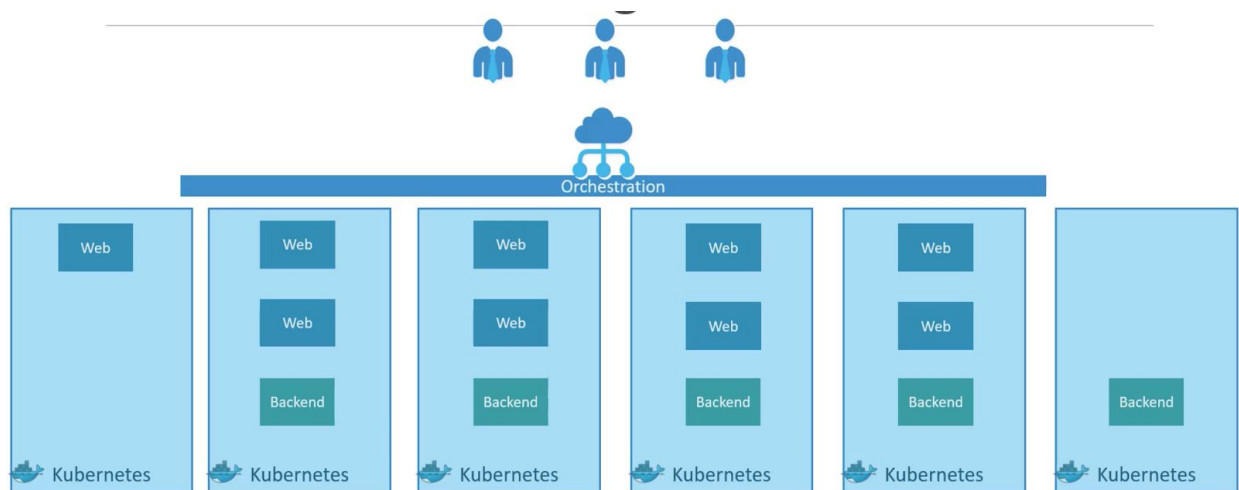 Orchestration
Web Web Web Web Web
Web Web Web Web
Backend Backend Backend Backend Backend
Kubernetes Kubernetes Kubernetes Kubernetes Kubernetes Kubernetes